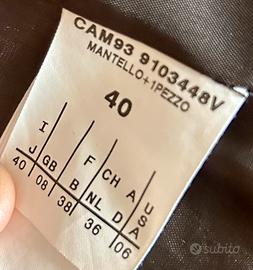 CAM93 9103448V
MANTELLO+1PEZZO
40
I F CH A USA
J GB B NL D
40 08 38 36 06
subito